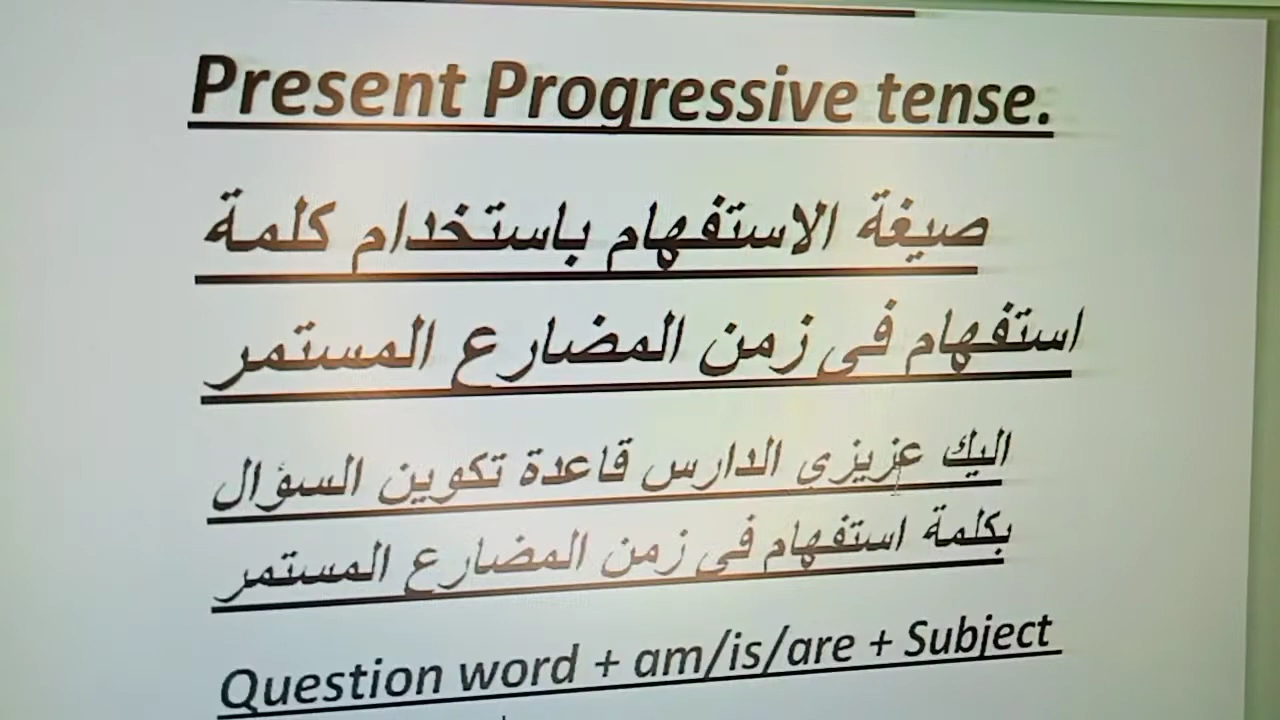 Present Progressive tense.
صيغة الاستفهام باستخدام كلمة
استفهام فى زمن المضارع المستمر
اليك عزيزي الدارس قاعدة تكوين السؤال
بكلمة استفهام فى زمن المضارع المستمر
Question word + am/is/are + Subject